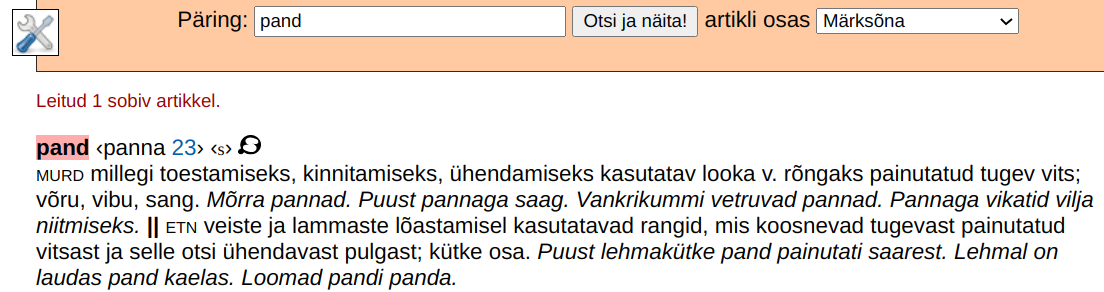 Päring: pand Otsi ja näita! artikli osas Märksõna
Leitud 1 sobiv artikkel.
pand ‹panna 23› ‹s›
MURD millegi toestamiseks, kinnitamiseks, ühendamiseks kasutatav looka v. rõngaks painutatud tugev vits;
võru, vibu, sang. Mõrra pannad. Puust pannaga saag. Vankrikummi vetruvad pannad. Pannaga vikatid vilja
niitmiseks. || ETN veiste ja lammaste lõastamisel kasutatavad rangid, mis koosnevad tugevast painutatud
vitsast ja selle otsi ühendavast pulgast; kütke osa. Puust lehmakütke pand painutati saarest. Lehmal on
laudas pand kaelas. Loomad pandi panda.